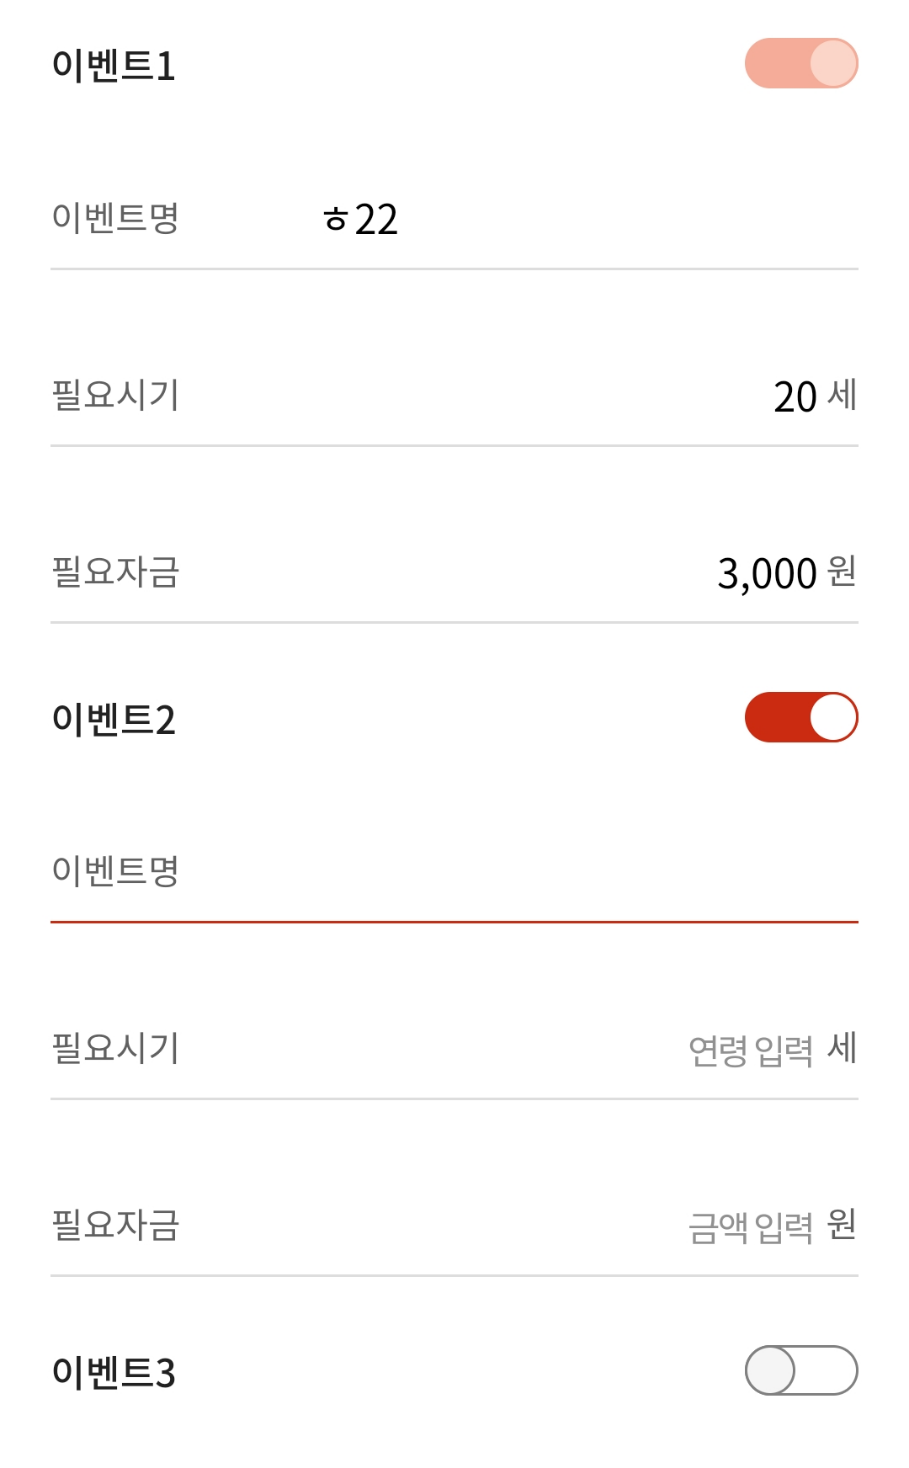 이벤트1
이벤트명 ㅎ22
필요시기 20 세
필요자금 3,000 원
이벤트2
이벤트명
필요시기 연령 입력 세
필요자금 금액 입력 원
이벤트3